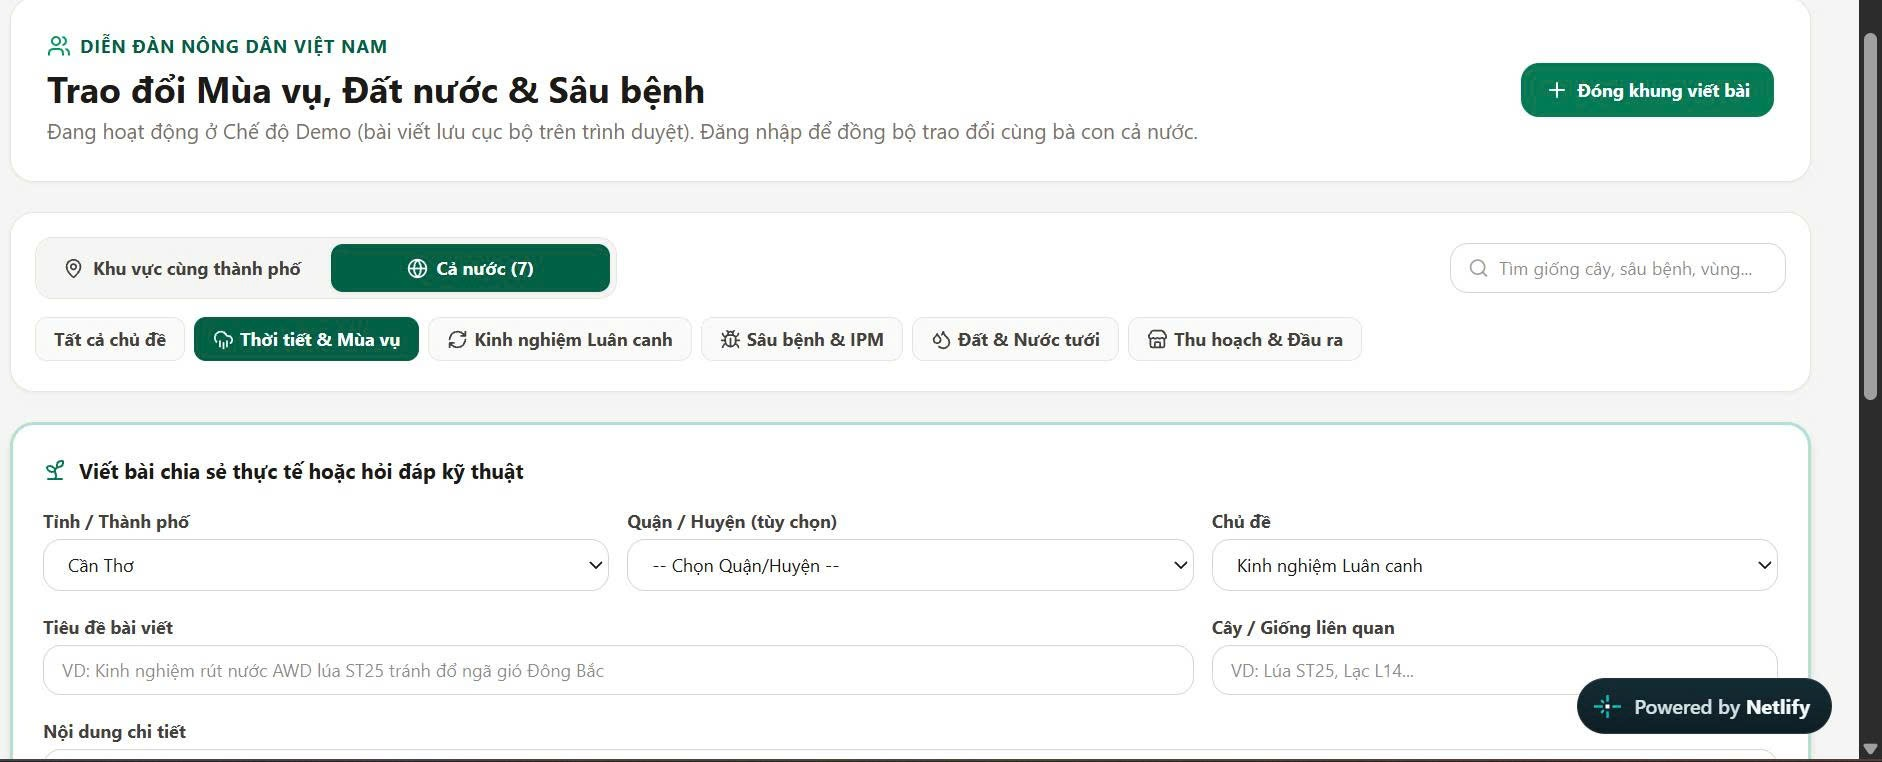 DIỄN ĐÀN NÔNG DÂN VIỆT NAM
Trao đổi Mùa vụ, Đất nước & Sâu bệnh
Đang hoạt động ở Chế độ Demo (bài viết lưu cục bộ trên trình duyệt). Đăng nhập để đồng bộ trao đổi cùng bà con cả nước.
Đóng khung viết bài
Khu vực cùng thành phố
Cả nước (7)
Tìm giống cây, sâu bệnh, vùng...
Tất cả chủ đề
Thời tiết & Mùa vụ
Kinh nghiệm Luân canh
Sâu bệnh & IPM
Đất & Nước tưới
Thu hoạch & Đầu ra
Viết bài chia sẻ thực tế hoặc hỏi đáp kỹ thuật
Tỉnh / Thành phố
Quận / Huyện (tùy chọn)
Chủ đề
Cần Thơ
-- Chọn Quận/Huyện --
Kinh nghiệm Luân canh
Tiêu đề bài viết
Cây / Giống liên quan
VD: Kinh nghiệm rút nước AWD lúa ST25 tránh đổ ngã gió Đông Bắc
VD: Lúa ST25, Lạc L14...
Powered by Netlify
Nội dung chi tiết